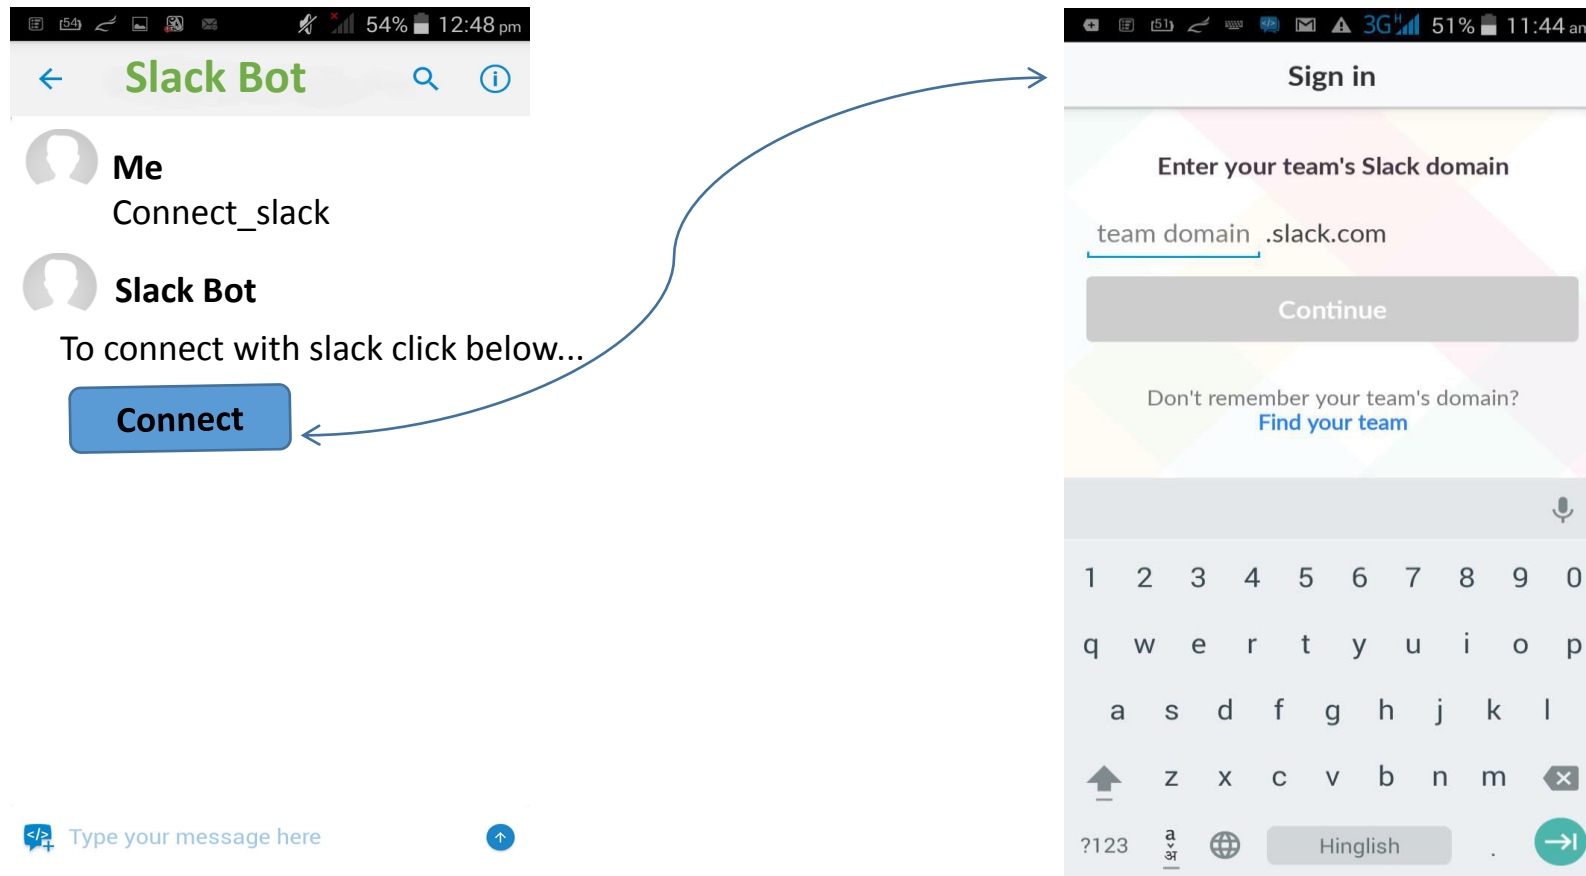 54 54% 12:48 pm
Slack Bot
Me
Connect_slack
Slack Bot
To connect with slack click below...
Connect
</> Type your message here
51 3G H 51% 11:44 am
Sign in
Enter your team's Slack domain
team domain .slack.com
Continue
Don't remember your team's domain?
Find your team
1 2 3 4 5 6 7 8 9 0
q w e r t y u i o p
a s d f g h j k l
z x c v b n m
?123 a अ Hinglish .